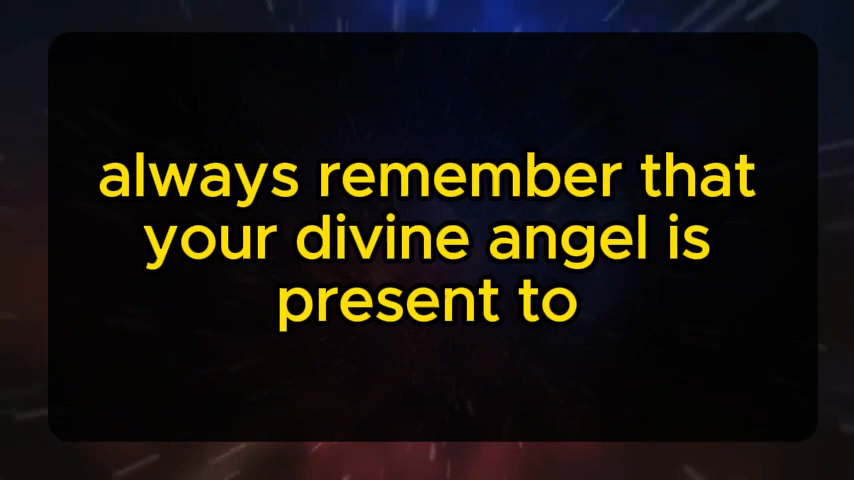 always remember that
your divine angel is
present to